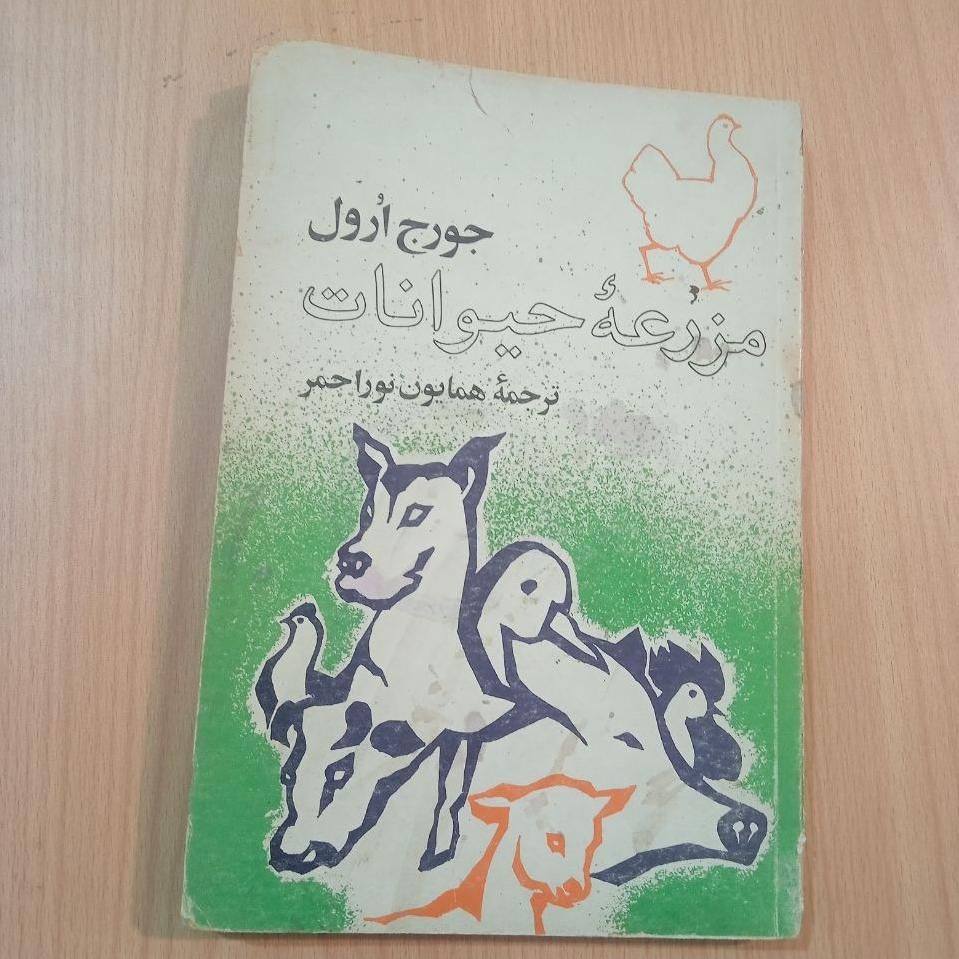 جورج اُرول
مزرعهٔ حیوانات
ترجمهٔ همایون نوراحمر